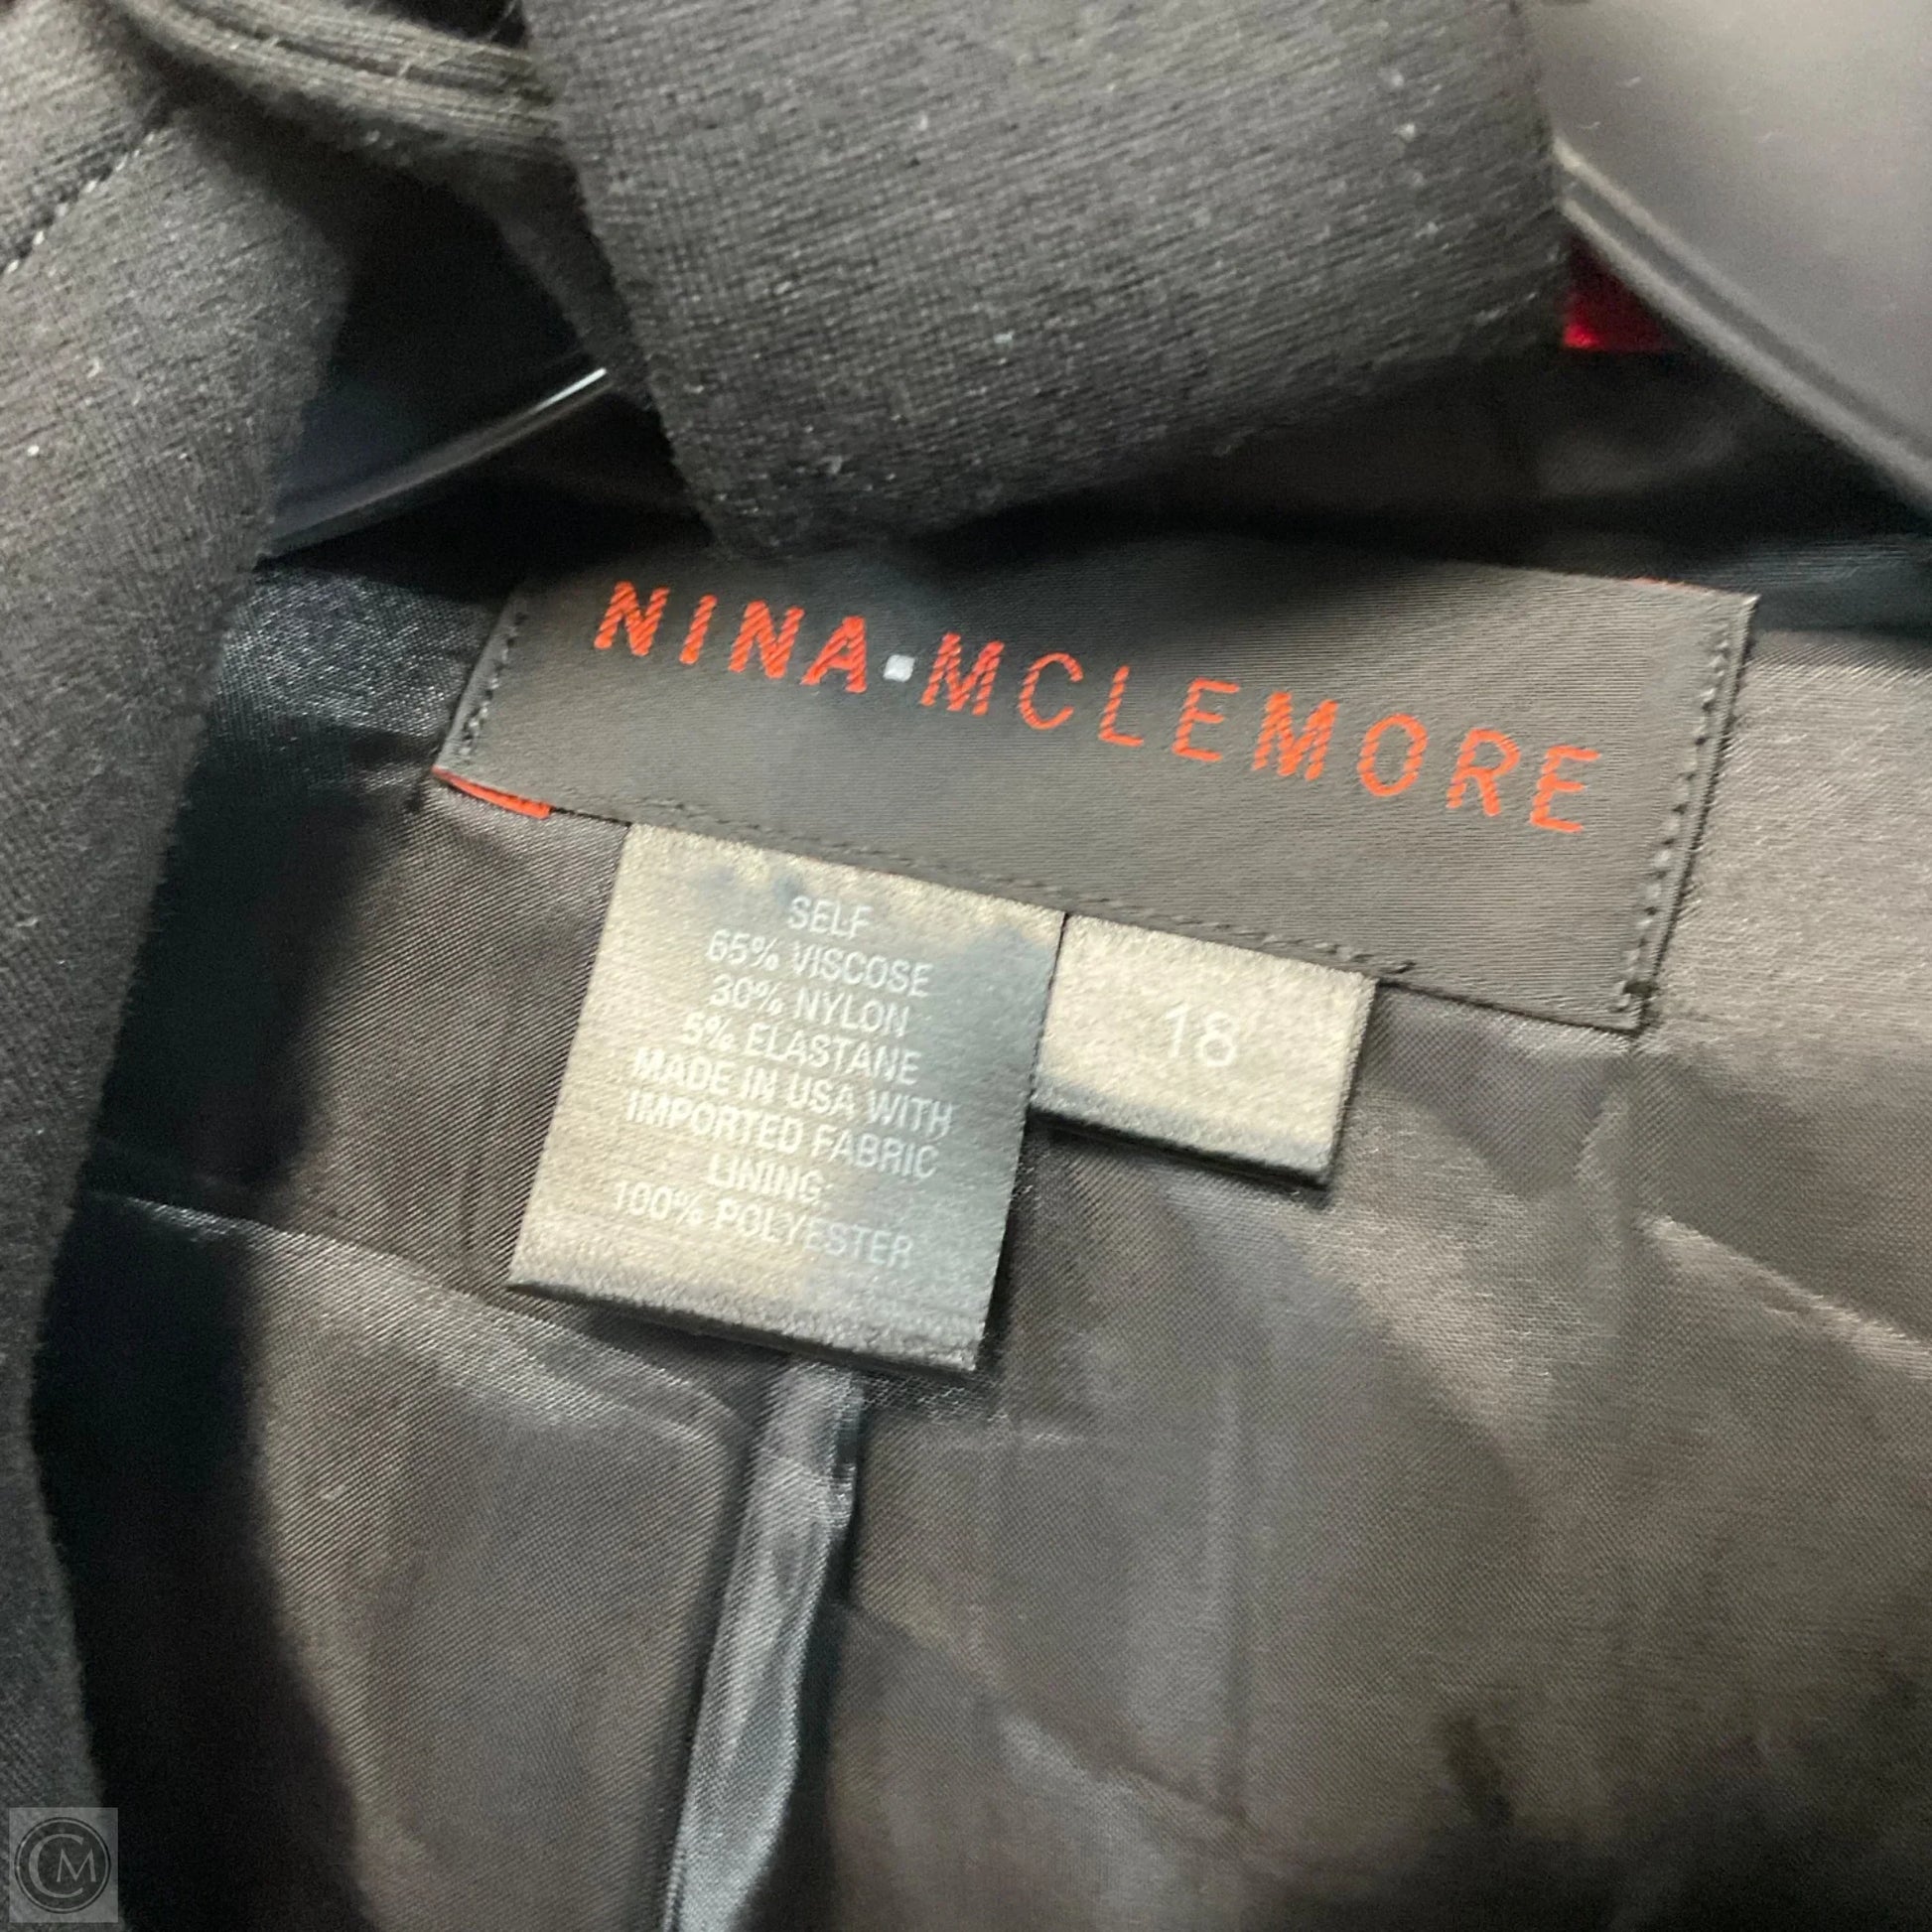 NINA▪MCLEMORE
SELF
65% VISCOSE
30% NYLON
5% ELASTANE
MADE IN USA WITH
IMPORTED FABRIC
LINING:
100% POLYESTER
18
CM